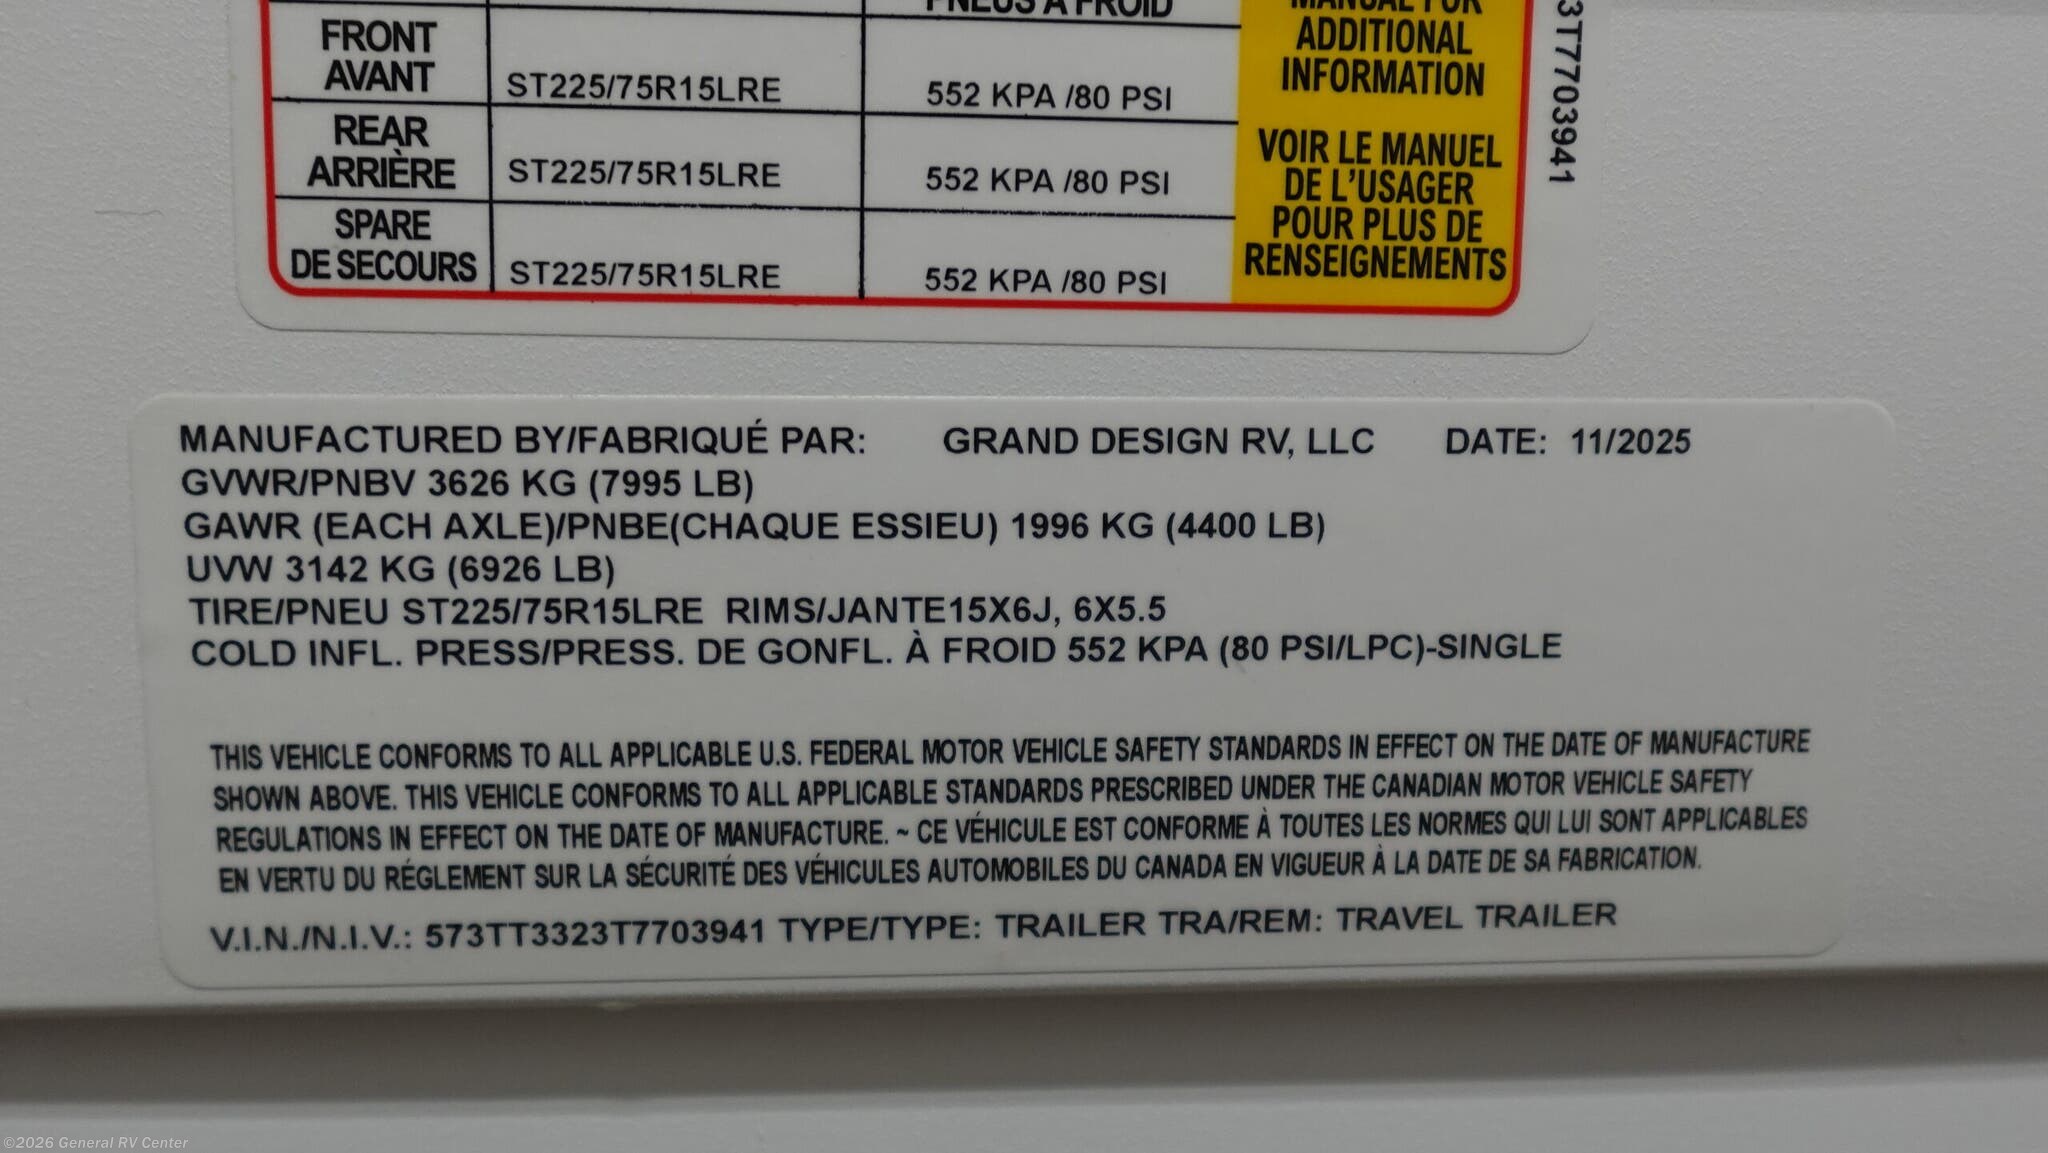 PNEUS À FROID
MANUAL FOR
ADDITIONAL
INFORMATION
FRONT
AVANT
ST225/75R15LRE
552 KPA /80 PSI
REAR
ARRIÈRE
ST225/75R15LRE
552 KPA /80 PSI
SPARE
DE SECOURS
ST225/75R15LRE
552 KPA /80 PSI
VOIR LE MANUEL
DE L'USAGER
POUR PLUS DE
RENSEIGNEMENTS
3T7703941
MANUFACTURED BY/FABRIQUÉ PAR: GRAND DESIGN RV, LLC DATE: 11/2025
GVWR/PNBV 3626 KG (7995 LB)
GAWR (EACH AXLE)/PNBE(CHAQUE ESSIEU) 1996 KG (4400 LB)
UVW 3142 KG (6926 LB)
TIRE/PNEU ST225/75R15LRE RIMS/JANTE15X6J, 6X5.5
COLD INFL. PRESS/PRESS. DE GONFL. À FROID 552 KPA (80 PSI/LPC)-SINGLE
THIS VEHICLE CONFORMS TO ALL APPLICABLE U.S. FEDERAL MOTOR VEHICLE SAFETY STANDARDS IN EFFECT ON THE DATE OF MANUFACTURE
SHOWN ABOVE. THIS VEHICLE CONFORMS TO ALL APPLICABLE STANDARDS PRESCRIBED UNDER THE CANADIAN MOTOR VEHICLE SAFETY
REGULATIONS IN EFFECT ON THE DATE OF MANUFACTURE. ~ CE VÉHICULE EST CONFORME À TOUTES LES NORMES QUI LUI SONT APPLICABLES
EN VERTU DU RÉGLEMENT SUR LA SÉCURITÉ DES VÉHICULES AUTOMOBILES DU CANADA EN VIGUEUR À LA DATE DE SA FABRICATION.
V.I.N./N.I.V.: 573TT3323T7703941 TYPE/TYPE: TRAILER TRA/REM: TRAVEL TRAILER
©2026 General RV Center